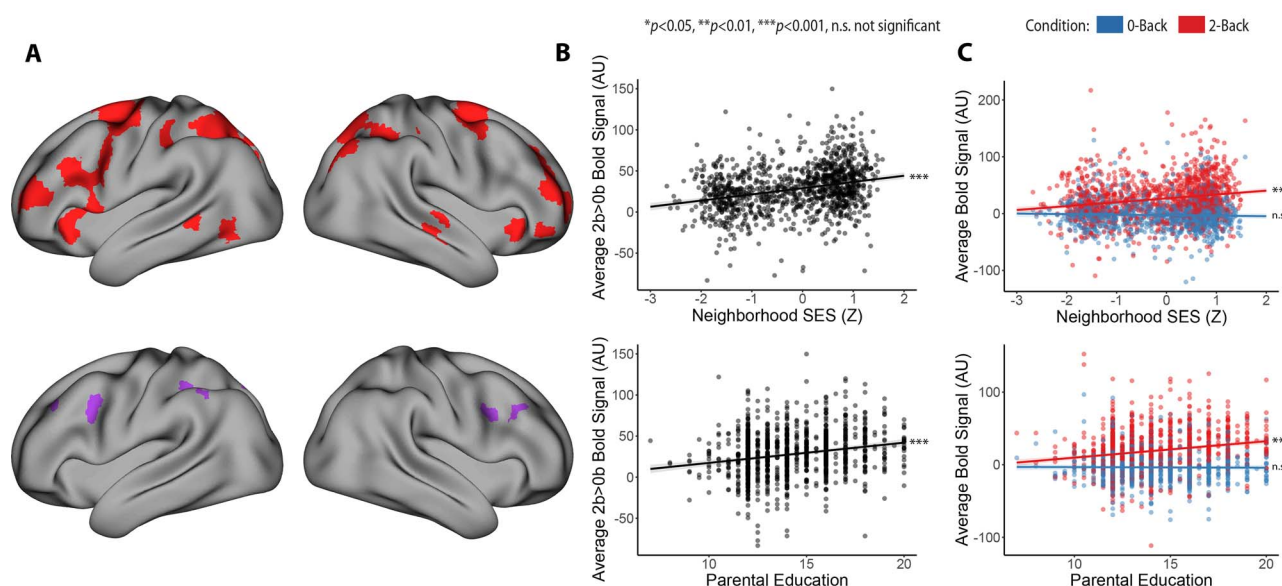 *p<0.05, **p<0.01, ***p<0.001, n.s. not significant
Condition: 0-Back 2-Back
A
B
Average 2b>0b Bold Signal (AU)
150
100
50
0
-50
***
-3 -2 -1 0 1 2
Neighborhood SES (Z)
C
Average Bold Signal (AU)
200
100
0
-100
**
n.s
-3 -2 -1 0 1 2
Neighborhood SES (Z)
Average 2b>0b Bold Signal (AU)
150
100
50
0
-50
***
10 15 20
Parental Education
Average Bold Signal (AU)
100
0
-100
**
n.s
10 15 20
Parental Education